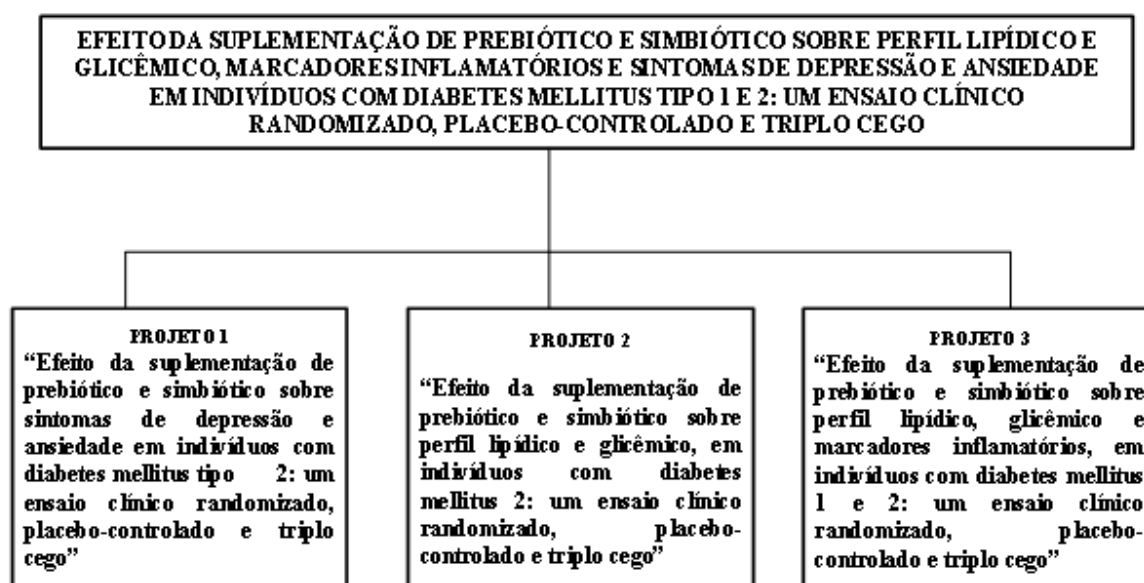 EFEITO DA SUPLEMENTAÇÃO DE PREBIÓTICO E SIMBIÓTICO SOBRE PERFIL LIPÍDICO E
GLICÊMICO, MARCADORES INFLAMATÓRIOS E SINTOMAS DE DEPRESSÃO E ANSIEDADE
EM INDIVÍDUOS COM DIABETES MELLITUS TIPO 1 E 2: UM ENSAIO CLÍNICO
RANDOMIZADO, PLACEBO-CONTROLADO E TRIPLO CEGO
PROJETO 1
“Efeito da suplementação de
prebiótico e simbiótico sobre
sintomas de depressão e
ansiedade em indivíduos com
diabetes mellitus tipo 2: um
ensaio clínico randomizado,
placebo-controlado e triplo
cego”
PROJETO 2
“Efeito da suplementação de
prebiótico e simbiótico sobre
perfil lipídico e glicêmico, em
indivíduos com diabetes
mellitus 2: um ensaio clínico
randomizado, placebo-
controlado e triplo cego”
PROJETO 3
“Efeito da suplementação de
prebiótico e simbiótico sobre
perfil lipídico, glicêmico e
marcadores inflamatórios, em
indivíduos com diabetes mellitus
1 e 2: um ensaio clínico
randomizado, placebo-
controlado e triplo cego”